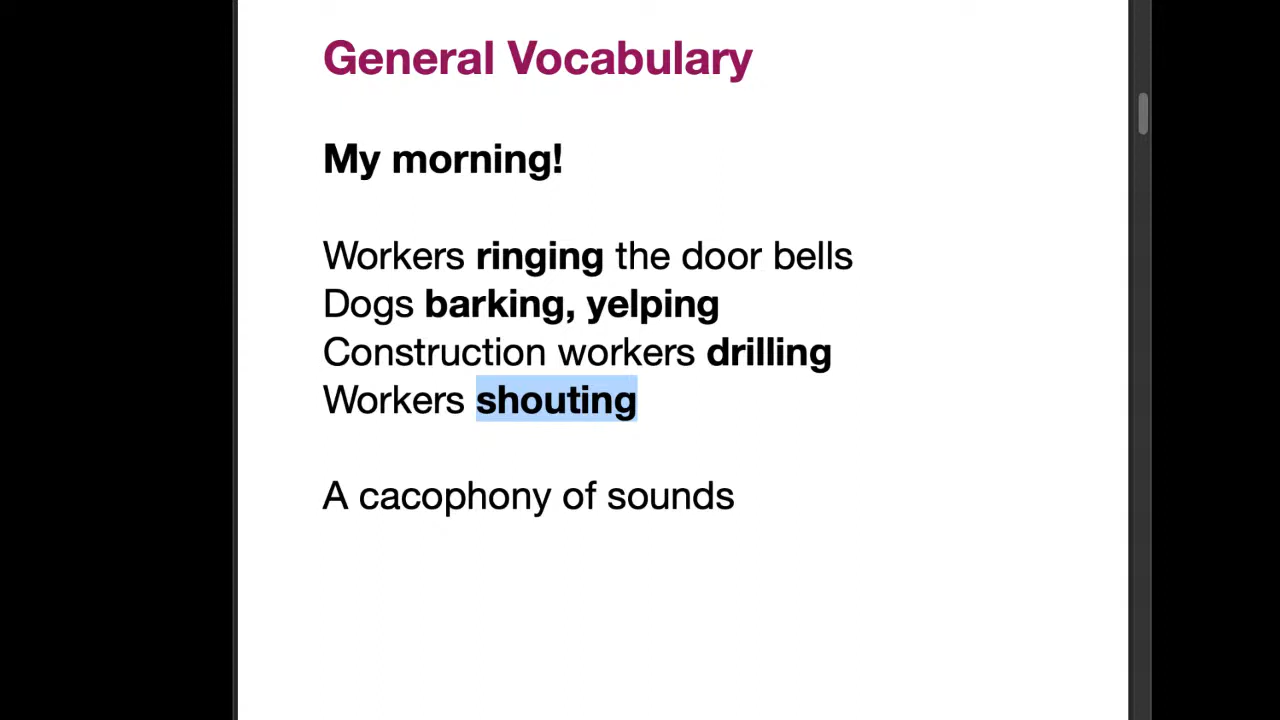 General Vocabulary
My morning!
Workers ringing the door bells
Dogs barking, yelping
Construction workers drilling
Workers shouting
A cacophony of sounds